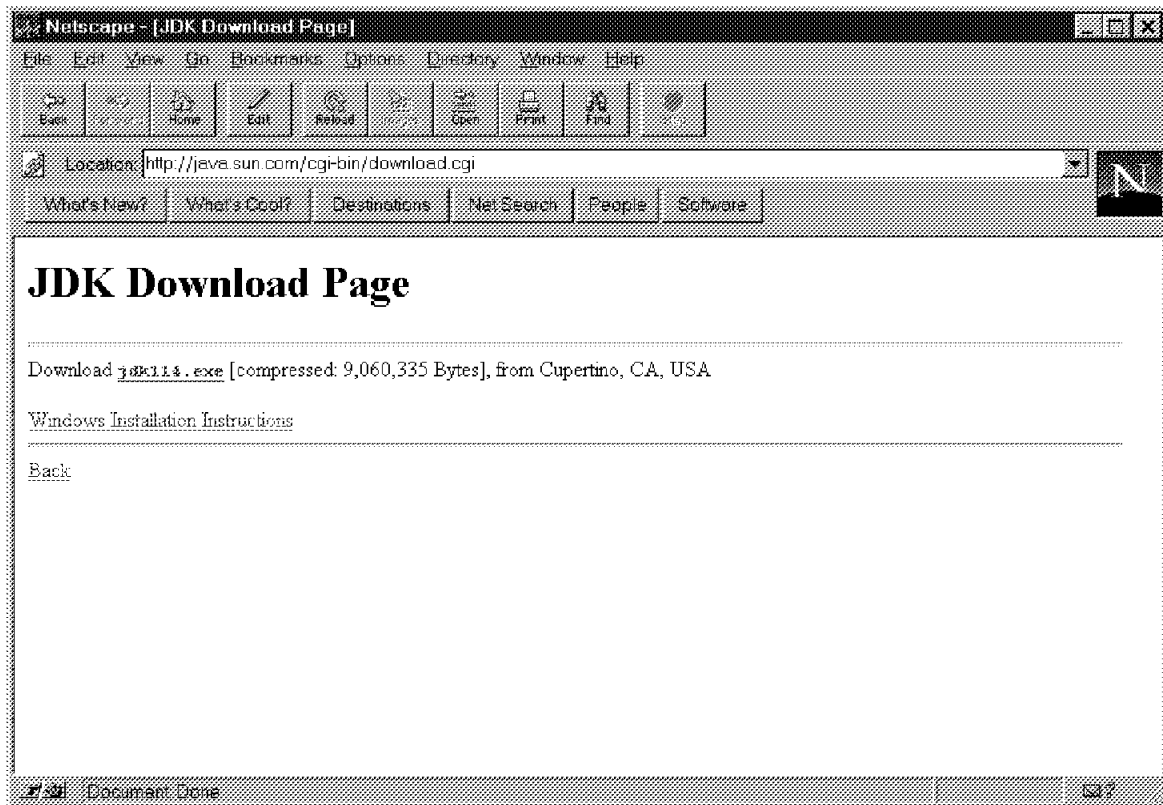 Netscape - [JDK Download Page]
File Edit View Go Bookmarks Options Directory Window Help
Back Home Edit Reload Open Print Find
Location: http://java.sun.com/cgi-bin/download.cgi
N
What's New? What's Cool? Destinations Net Search People Software
JDK Download Page
Download jdk114.exe [compressed: 9,060,335 Bytes], from Cupertino, CA, USA
Windows Installation Instructions
Back
Document: Done